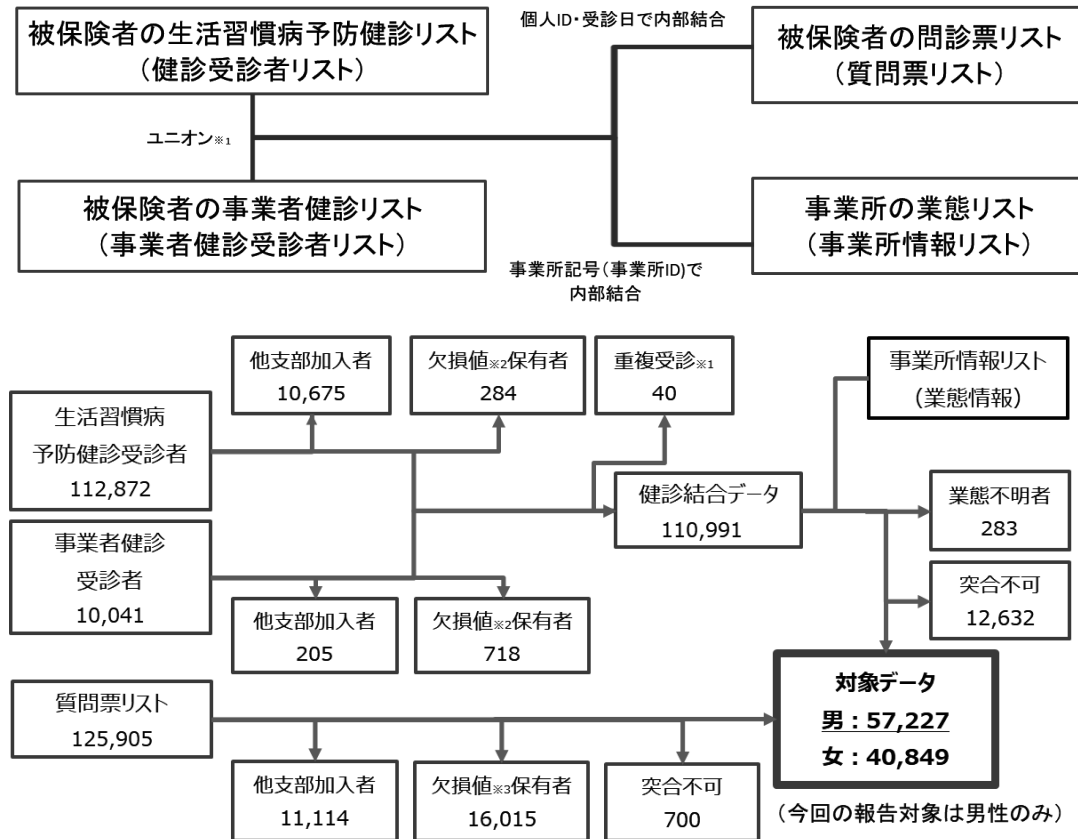 被保険者の生活習慣病予防健診リスト
（健診受診者リスト）
個人ID・受診日で内部結合
被保険者の問診票リスト
（質問票リスト）
ユニオン※1
被保険者の事業者健診リスト
（事業者健診受診者リスト）
事業所の業態リスト
（事業所情報リスト）
事業所記号（事業所ID）で
内部結合
他支部加入者
10,675
欠損値※2保有者
284
重複受診※1
40
事業所情報リスト
（業態情報）
生活習慣病
予防健診受診者
112,872
健診結合データ
110,991
業態不明者
283
事業者健診
受診者
10,041
突合不可
12,632
他支部加入者
205
欠損値※2保有者
718
対象データ
男：57,227
女：40,849
質問票リスト
125,905
他支部加入者
11,114
欠損値※3保有者
16,015
突合不可
700
（今回の報告対象は男性のみ）